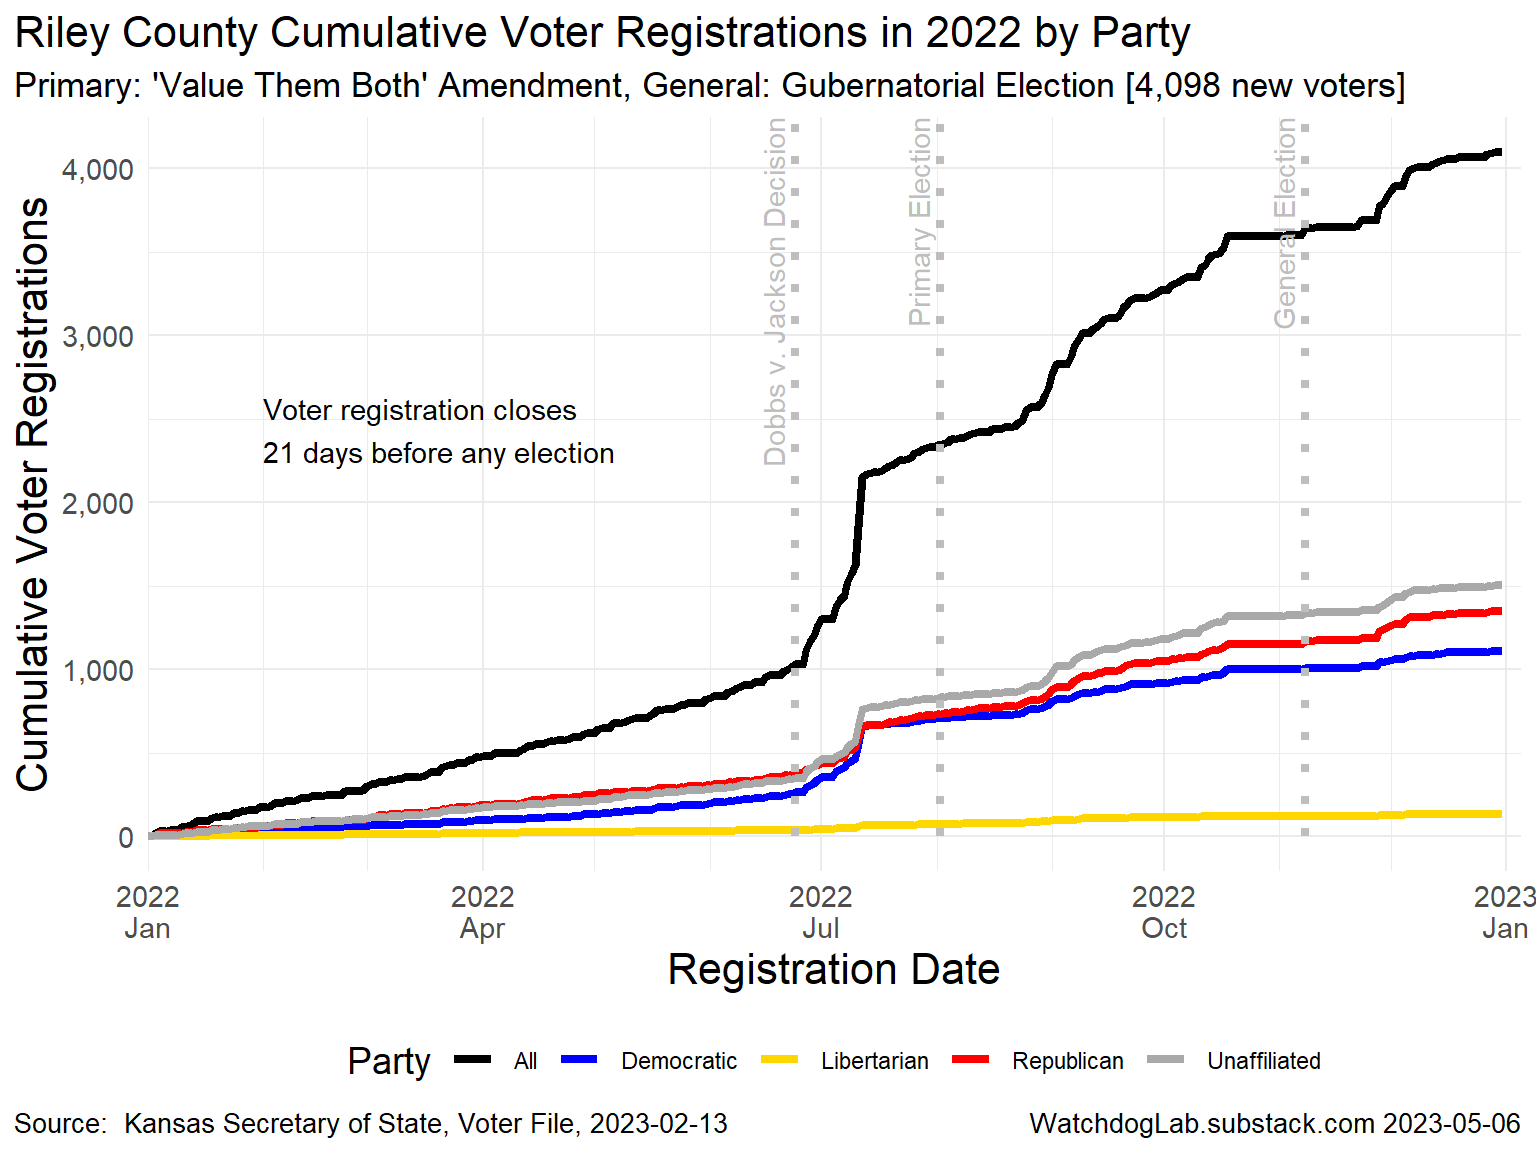 Riley County Cumulative Voter Registrations in 2022 by Party
Primary: 'Value Them Both' Amendment, General: Gubernatorial Election [4,098 new voters]
Cumulative Voter Registrations
4,000
3,000
2,000
1,000
0
Dobbs v. Jackson Decision
Primary Election
General Election
Voter registration closes
21 days before any election
2022
Jan
2022
Apr
2022
Jul
2022
Oct
2023
Jan
Registration Date
Party
All
Democratic
Libertarian
Republican
Unaffiliated
Source:  Kansas Secretary of State, Voter File, 2023-02-13
WatchdogLab.substack.com 2023-05-06